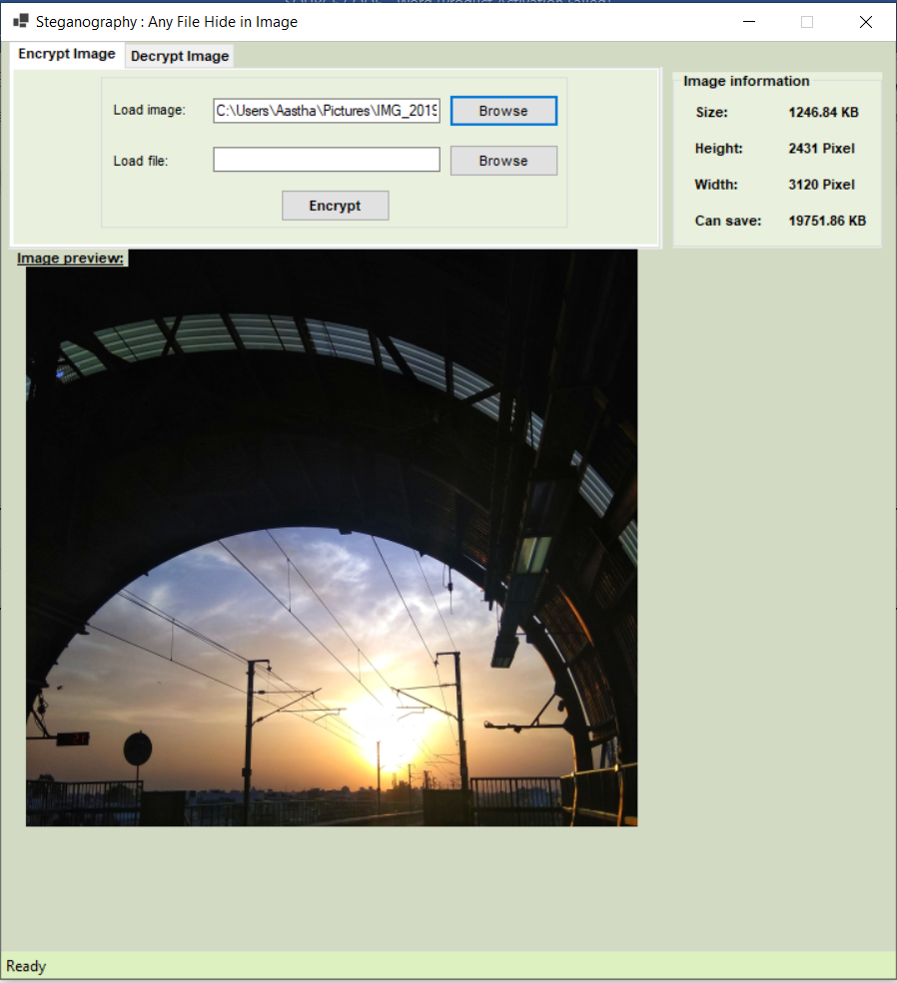 Steganography : Any File Hide in Image
Encrypt Image
Decrypt Image
Load image:
C:\Users\Aastha\Pictures\IMG_2019
Browse
Load file:
Browse
Encrypt
Image information
Size: 1246.84 KB
Height: 2431 Pixel
Width: 3120 Pixel
Can save: 19751.86 KB
Image preview:
Ready